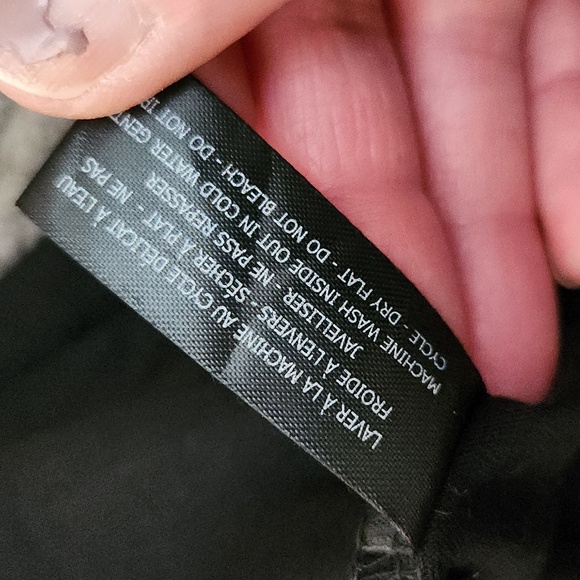 LAVER À LA MACHINE AU CYCLE DÉLICAT À L'EAU
FROIDE À L'ENVERS - SÉCHER À PLAT - NE PAS
JAVELLISER - NE PASS REPASSER
MACHINE WASH INSIDE OUT IN COLD WATER GENT
CYCLE - DRY FLAT - DO NOT BLEACH - DO NOT